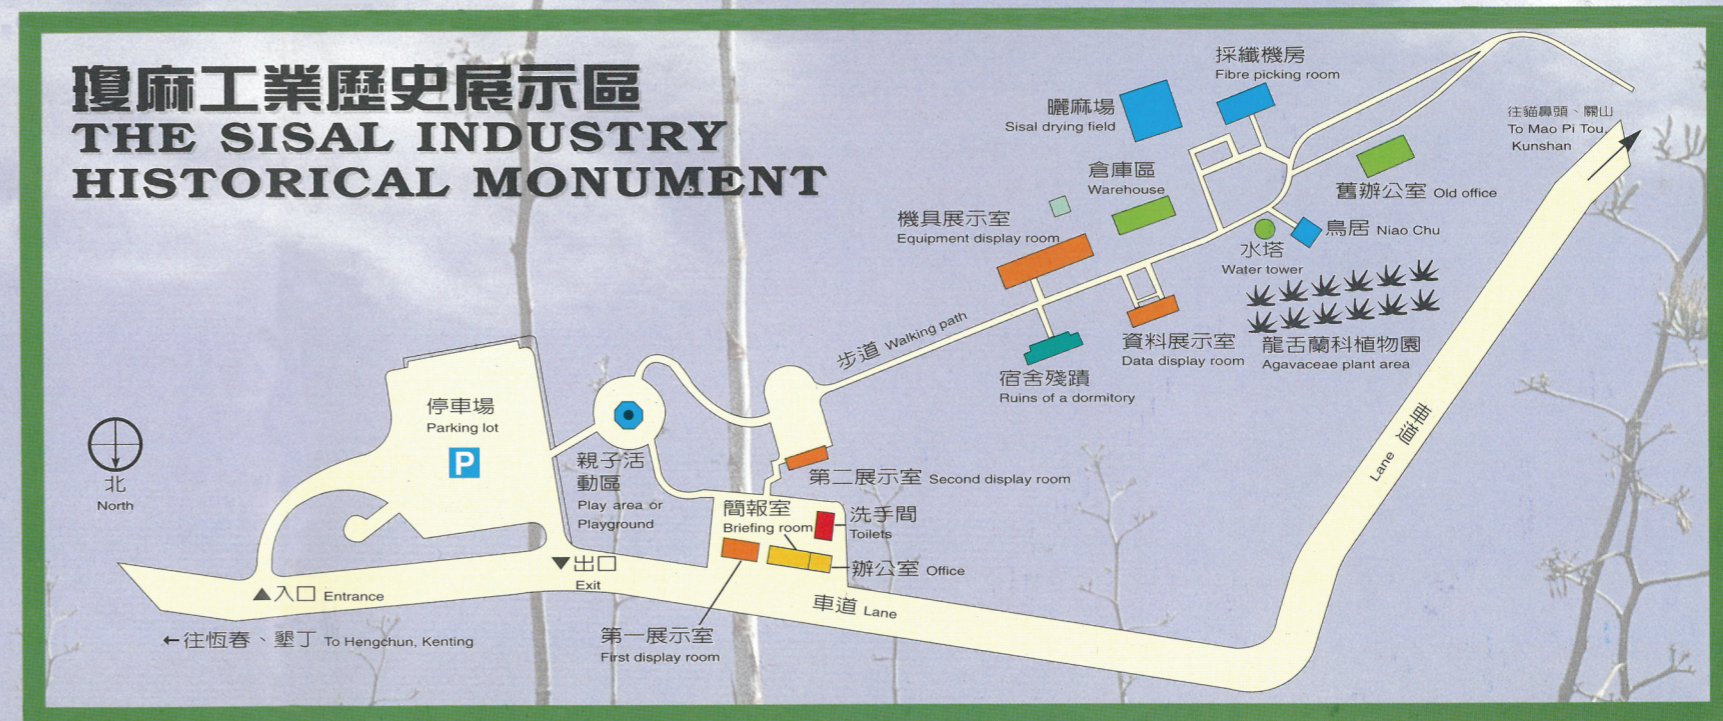 瓊麻工業歷史展示區
THE SISAL INDUSTRY
HISTORICAL MONUMENT
採纖機房
Fibre picking room
曬麻場
Sisal drying field
往貓鼻頭、關山
To Mao Pi Tou,
Kunshan
倉庫區
Warehouse
舊辦公室 Old office
機具展示室
Equipment display room
鳥居 Niao Chu
水塔
Water tower
步道 Walking path
資料展示室
Data display room
龍舌蘭科植物園
Agavaceae plant area
宿舍殘蹟
Ruins of a dormitory
停車場
Parking lot
P
北
North
親子活
動區
Play area or
Playground
第二展示室 Second display room
簡報室
Briefing room
洗手間
Toilets
辦公室 Office
車道 Lane
出口
Exit
入口 Entrance
車道 Lane
第一展示室
First display room
←往恆春、墾丁 To Hengchun, Kenting